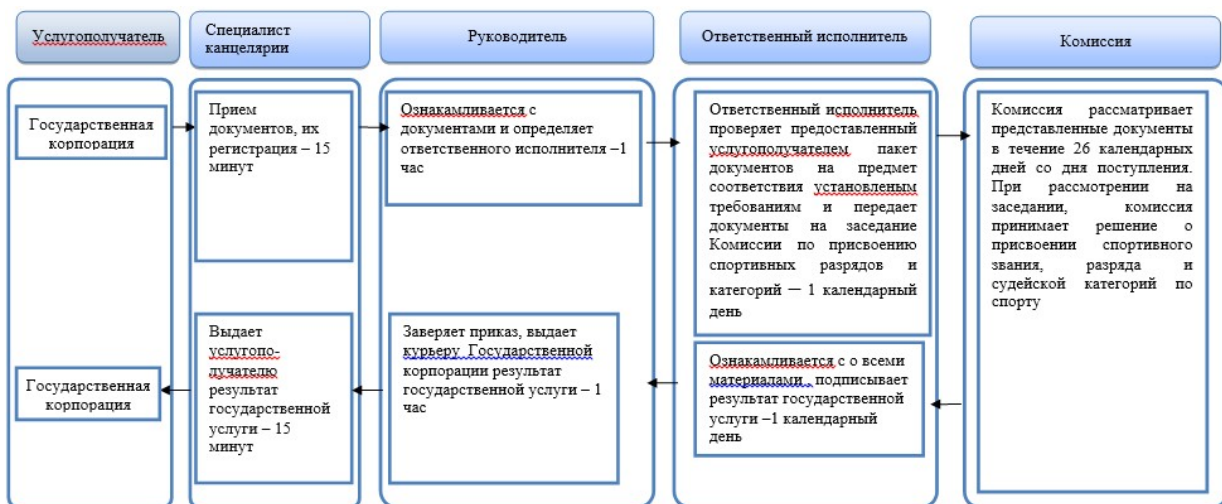 Услугополучатель
Специалист
канцелярии
Руководитель
Ответственный исполнитель
Комиссия
Государственная
корпорация
Прием
документов, их
регистрация – 15
минут
Ознакамливается с
документами и определяет
ответственного исполнителя –1
час
Ответственный исполнитель
проверяет предоставленный
услугополучателем пакет
документов на предмет
соответствия установленым
требованиям и передает
документы на заседание
Комиссии по присвоению
спортивных разрядов и
категорий – 1 календарный
день
Комиссия рассматривает
представленные документы
в течение 26 календарных
дней со дня поступления.
При рассмотрении на
заседании, комиссия
принимает решение о
присвоении спортивного
звания, разряда и
судейской категорий по
спорту
Государственная
корпорация
Выдает
услугопо-
лучателю
результат
государственной
услуги – 15
минут
Заверяет приказ, выдает
курьеру Государственной
корпорации результат
государственной услуги – 1
час
Ознакамливается с о всеми
материалами, подписывает
результат государственной
услуги –1 календарный
день